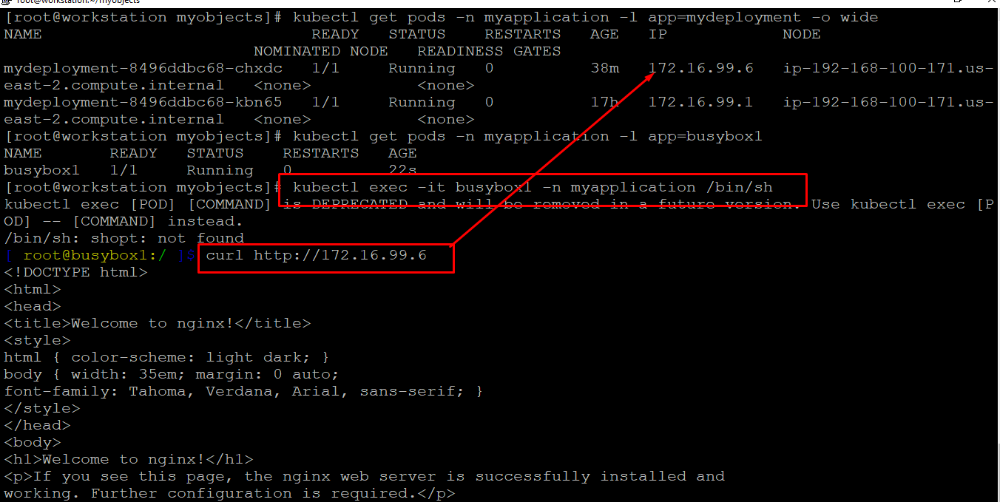 root@workstation:~/myobjects
[root@workstation myobjects]# kubectl get pods -n myapplication -l app=mydeployment -o wide
NAME READY STATUS RESTARTS AGE IP NODE
NOMINATED NODE READINESS GATES
mydeployment-8496ddbc68-chxdc 1/1 Running 0 38m 172.16.99.6 ip-192-168-100-171.us-
east-2.compute.internal <none> <none>
mydeployment-8496ddbc68-kbn65 1/1 Running 0 17h 172.16.99.1 ip-192-168-100-171.us-
east-2.compute.internal <none> <none>
[root@workstation myobjects]# kubectl get pods -n myapplication -l app=busybox1
NAME READY STATUS RESTARTS AGE
busybox1 1/1 Running 0 22s
[root@workstation myobjects]# kubectl exec -it busybox1 -n myapplication /bin/sh
kubectl exec [POD] [COMMAND] is DEPRECATED and will be removed in a future version. Use kubectl exec [P
OD] -- [COMMAND] instead.
/bin/sh: shopt: not found
[ root@busybox1:/ ]$ curl http://172.16.99.6
<!DOCTYPE html>
<html>
<head>
<title>Welcome to nginx!</title>
<style>
html { color-scheme: light dark; }
body { width: 35em; margin: 0 auto;
font-family: Tahoma, Verdana, Arial, sans-serif; }
</style>
</head>
<body>
<h1>Welcome to nginx!</h1>
<p>If you see this page, the nginx web server is successfully installed and
working. Further configuration is required.</p>